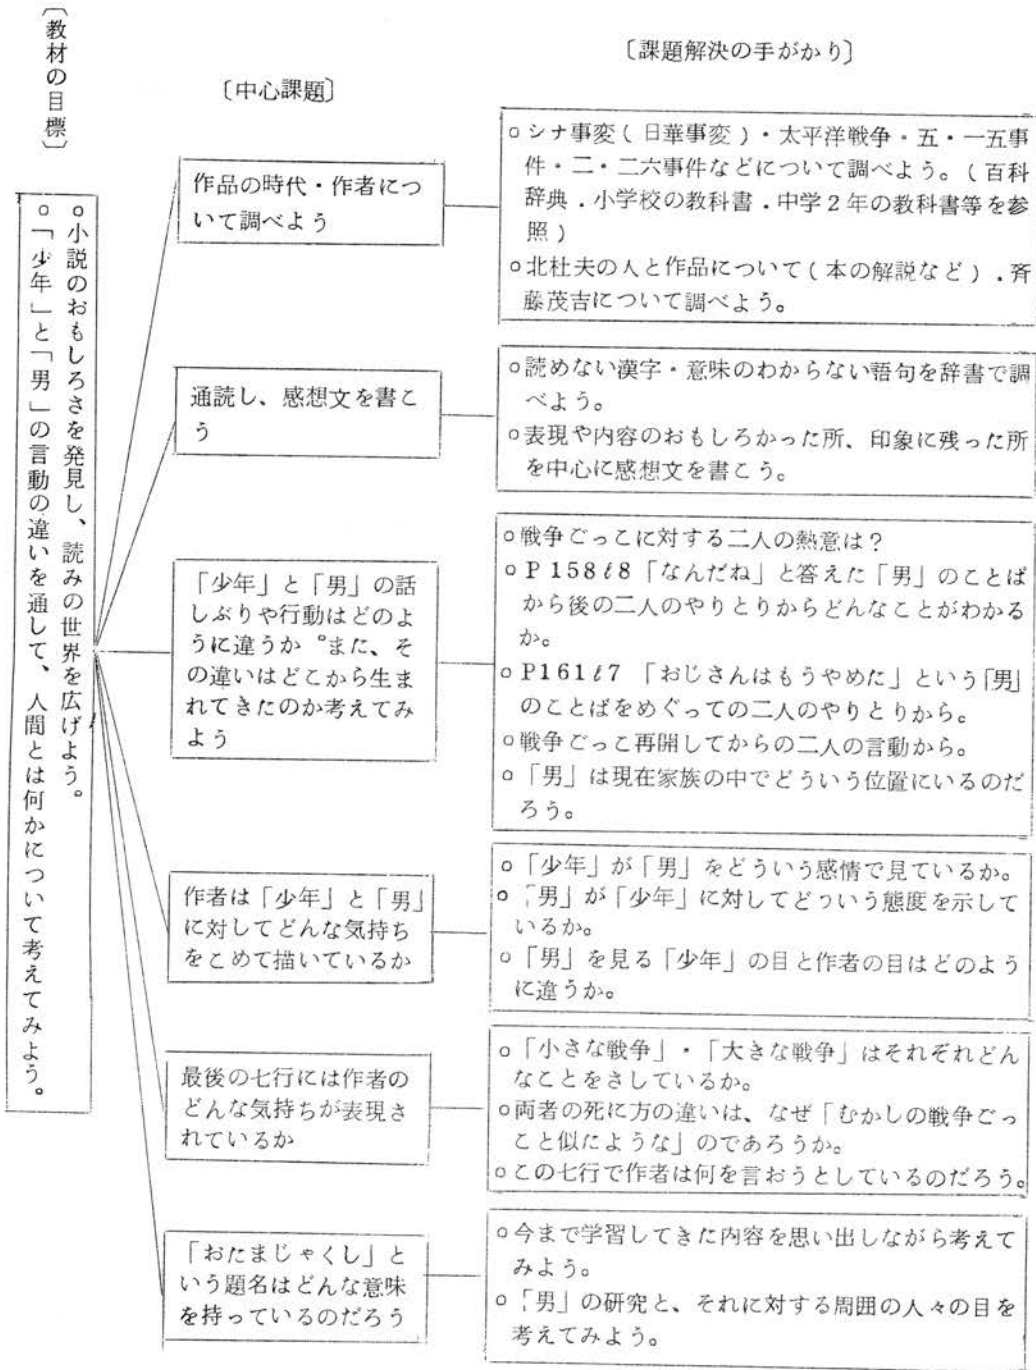 〔教材の目標〕
○小説のおもしろさを発見し、読みの世界を広げよう。
○「少年」と「男」の言動の違いを通して、人間とは何かについて考えてみよう。
〔中心課題〕
〔課題解決の手がかり〕
作品の時代・作者につ
いて調べよう
○シナ事変(日華事変)・太平洋戦争・五・一五事
件・二・二六事件などについて調べよう。(百科
辞典.小学校の教科書.中学2年の教科書等を参
照)
○北杜夫の人と作品について(本の解説など).斉
藤茂吉について調べよう。
通読し、感想文を書こ
う
○読めない漢字・意味のわからない語句を辞書で調
べよう。
○表現や内容のおもしろかった所、印象に残った所
を中心に感想文を書こう。
「少年」と「男」の話
しぶりや行動はどのよ
うに違うか。また、そ
の違いはどこから生ま
れてきたのか考えてみ
よう
○戦争ごっこに対する二人の熱意は?
○P158ℓ8「なんだね」と答えた「男」のことば
から後の二人のやりとりからどんなことがわかる
か。
○P161ℓ7 「おじさんはもうやめた」という「男」
のことばをめぐっての二人のやりとりから。
○戦争ごっこ再開してからの二人の言動から。
○「男」は現在家族の中でどういう位置にいるのだ
ろう。
作者は「少年」と「男」
に対してどんな気持ち
をこめて描いているか
○「少年」が「男」をどういう感情で見ているか。
○「男」が「少年」に対してどういう態度を示して
いるか。
○「男」を見る「少年」の目と作者の目はどのよう
に違うか。
最後の七行には作者の
どんな気持ちが表現さ
れているか
○「小さな戦争」・「大きな戦争」はそれぞれどん
なことをさしているか。
○両者の死に方の違いは、なぜ「むかしの戦争ごっ
こと似たような」のであろうか。
○この七行で作者は何を言おうとしているのだろう。
「おたまじゃくし」と
いう題名はどんな意味
を持っているのだろう
○今まで学習してきた内容を思い出しながら考えて
みよう。
○「男」の研究と、それに対する周囲の人々の目を
考えてみよう。